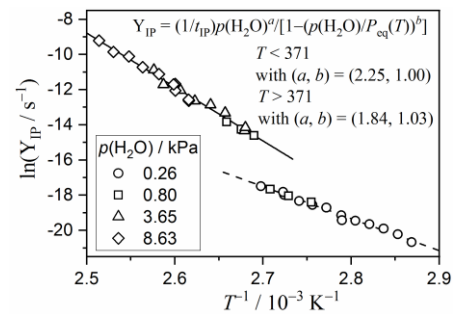 Y_IP = (1/t_IP)p(H₂O)^a/[1−(p(H₂O)/P_eq(T))^b]
T < 371
with (a, b) = (2.25, 1.00)
T > 371
with (a, b) = (1.84, 1.03)
ln(Y_IP / s⁻¹)
-8
-10
-12
-14
-16
-18
-20
p(H₂O) / kPa
0.26
0.80
3.65
8.63
2.5
2.6
2.7
2.8
2.9
T⁻¹ / 10⁻³ K⁻¹